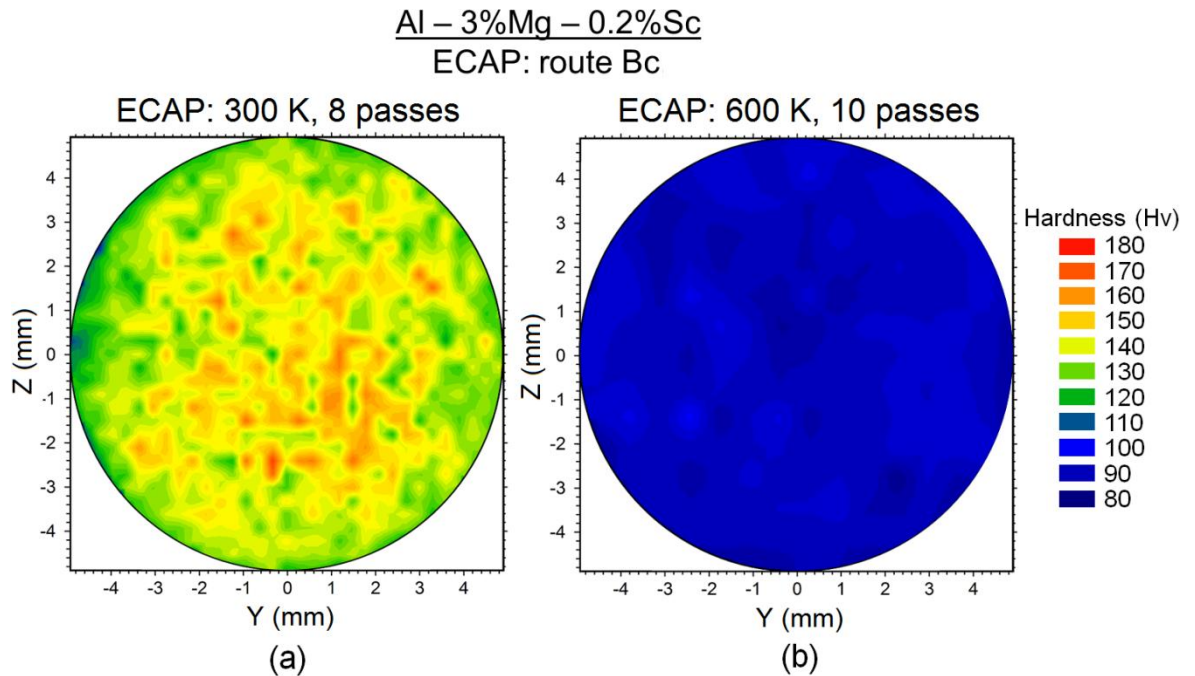 Al – 3%Mg – 0.2%Sc
ECAP: route Bc
ECAP: 300 K, 8 passes
ECAP: 600 K, 10 passes
Z (mm)
4
3
2
1
0
-1
-2
-3
-4
-4 -3 -2 -1 0 1 2 3 4
Y (mm)
(a)
Z (mm)
4
3
2
1
0
-1
-2
-3
-4
-4 -3 -2 -1 0 1 2 3 4
Y (mm)
(b)
Hardness (Hv)
180
170
160
150
140
130
120
110
100
90
80